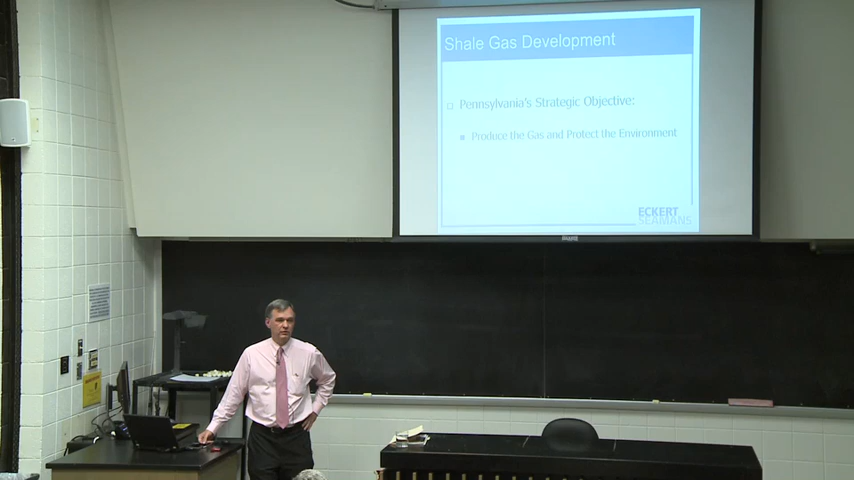 Shale Gas Development
Pennsylvania's Strategic Objective:
Produce the Gas and Protect the Environment
ECKERT
SEAMANS